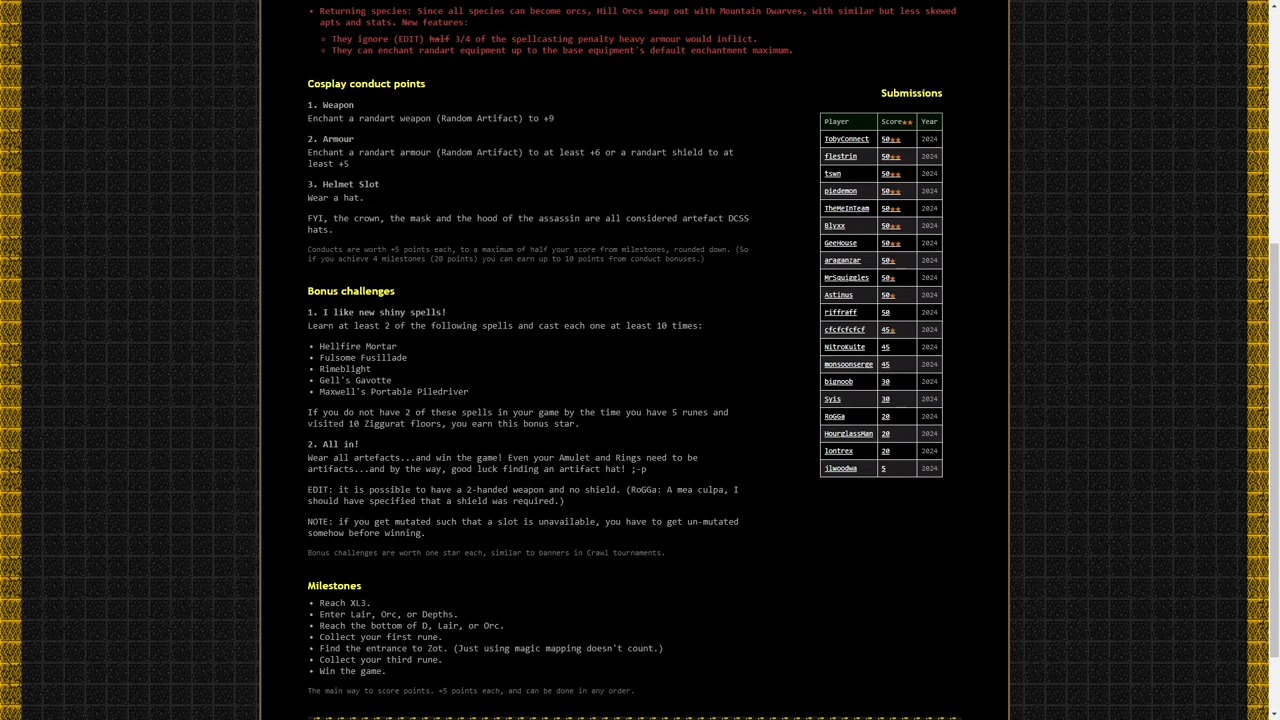 • Returning species: Since all species can become orcs, Hill Orcs swap out with Mountain Dwarves, with similar but less skewed
apts and stats. New features:
They ignore (EDIT) half 3/4 of the spellcasting penalty heavy armour would inflict.
They can enchant randart equipment up to the base equipment's default enchantment maximum.
Cosplay conduct points
1. Weapon
Enchant a randart weapon (Random Artifact) to +9
2. Armour
Enchant a randart armour (Random Artifact) to at least +6 or a randart shield to at
least +5
3. Helmet Slot
Wear a hat.
FYI, the crown, the mask and the hood of the assassin are all considered artefact DCSS
hats.
Conducts are worth +5 points each, to a maximum of half your score from milestones, rounded down. (So
if you achieve 4 milestones (20 points) you can earn up to 10 points from conduct bonuses.)
Bonus challenges
1. I like new shiny spells!
Learn at least 2 of the following spells and cast each one at least 10 times:
• Hellfire Mortar
• Fulsome Fusillade
• Rimeblight
• Gell's Gavotte
• Maxwell's Portable Piledriver
If you do not have 2 of these spells in your game by the time you have 5 runes and
visited 10 Ziggurat floors, you earn this bonus star.
2. All in!
Wear all artefacts...and win the game! Even your Amulet and Rings need to be
artifacts...and by the way, good luck finding an artifact hat! ;-p
EDIT: it is possible to have a 2-handed weapon and no shield. (RoGGa: A mea culpa, I
should have specified that a shield was required.)
NOTE: if you get mutated such that a slot is unavailable, you have to get un-mutated
somehow before winning.
Bonus challenges are worth one star each, similar to banners in Crawl tournaments.
Milestones
• Reach XL3.
• Enter Lair, Orc, or Depths.
• Reach the bottom of D, Lair, or Orc.
• Collect your first rune.
• Find the entrance to Zot. (Just using magic mapping doesn't count.)
• Collect your third rune.
• Win the game.
The main way to score points. +5 points each, and can be done in any order.
Submissions
Player Score★★ Year
TobyConnect 50★★ 2024
flestrin 50★★ 2024
tswn 50★★ 2024
piedemon 50★★ 2024
TheMeInTeam 50★★ 2024
Blyxx 50★★ 2024
GeeHouse 50★★ 2024
araganzar 50★ 2024
MrSquiggles 50★ 2024
Astinus 50★ 2024
riffraff 50 2024
cfcfcfcfcf 45★ 2024
NitroKuite 45 2024
monsoonserge 45 2024
bignoob 30 2024
Syis 30 2024
RoGGa 20 2024
HourglassMan 20 2024
lontrex 20 2024
jlwoodwa 5 2024